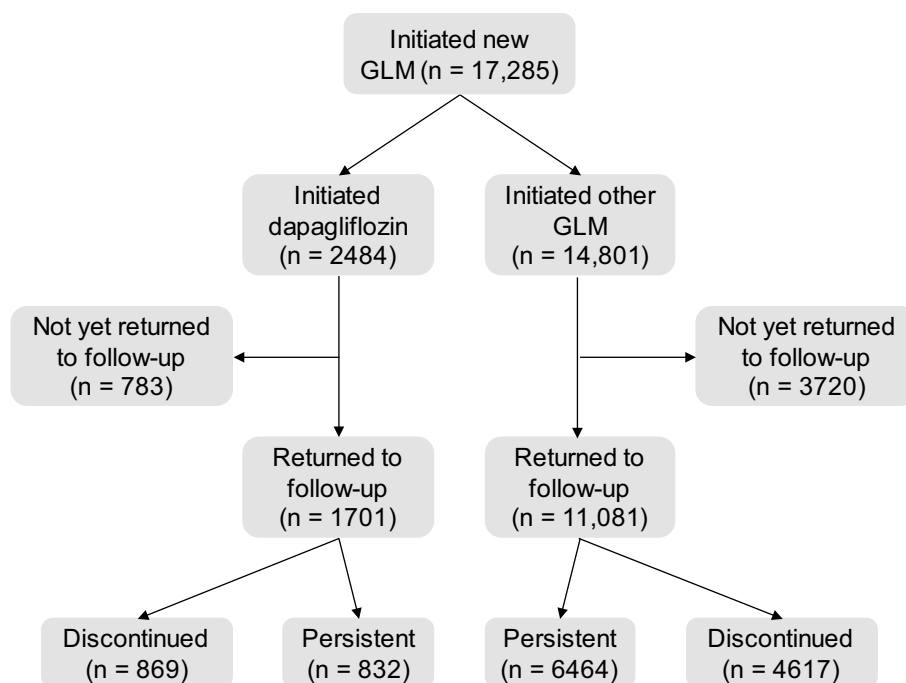 Initiated new
GLM (n = 17,285)
Initiated
dapagliflozin
(n = 2484)
Initiated other
GLM
(n = 14,801)
Not yet returned
to follow-up
(n = 783)
Not yet returned
to follow-up
(n = 3720)
Returned to
follow-up
(n = 1701)
Returned to
follow-up
(n = 11,081)
Discontinued
(n = 869)
Persistent
(n = 832)
Persistent
(n = 6464)
Discontinued
(n = 4617)